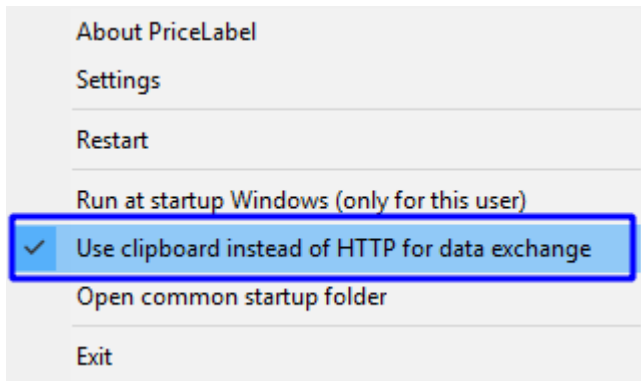 About PriceLabel
Settings
Restart
Run at startup Windows (only for this user)
Use clipboard instead of HTTP for data exchange
Open common startup folder
Exit